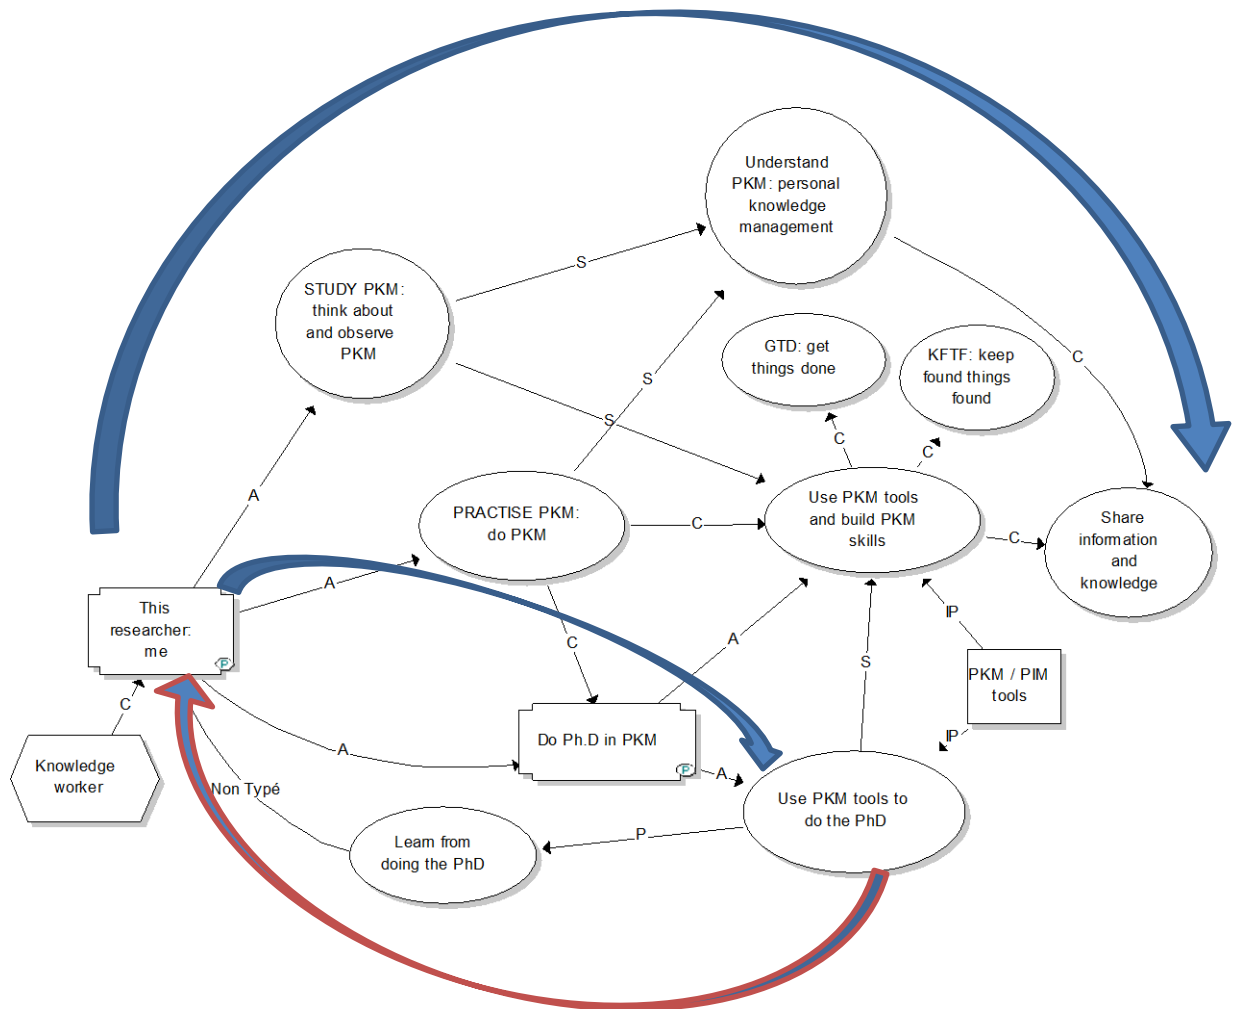 Understand
PKM: personal
knowledge
management
STUDY PKM:
think about
and observe
PKM
S
GTD: get
things done
KFTF: keep
found things
found
C
S
S
C
C
A
PRACTISE PKM:
do PKM
C
Use PKM tools
and build PKM
skills
C
Share
information
and
knowledge
A
This
researcher:
me
P
C
A
IP
S
PKM / PIM
tools
C
Knowledge
worker
A
Do Ph.D in PKM
P
A
IP
Non Typé
Use PKM tools to
do the PhD
P
Learn from
doing the PhD